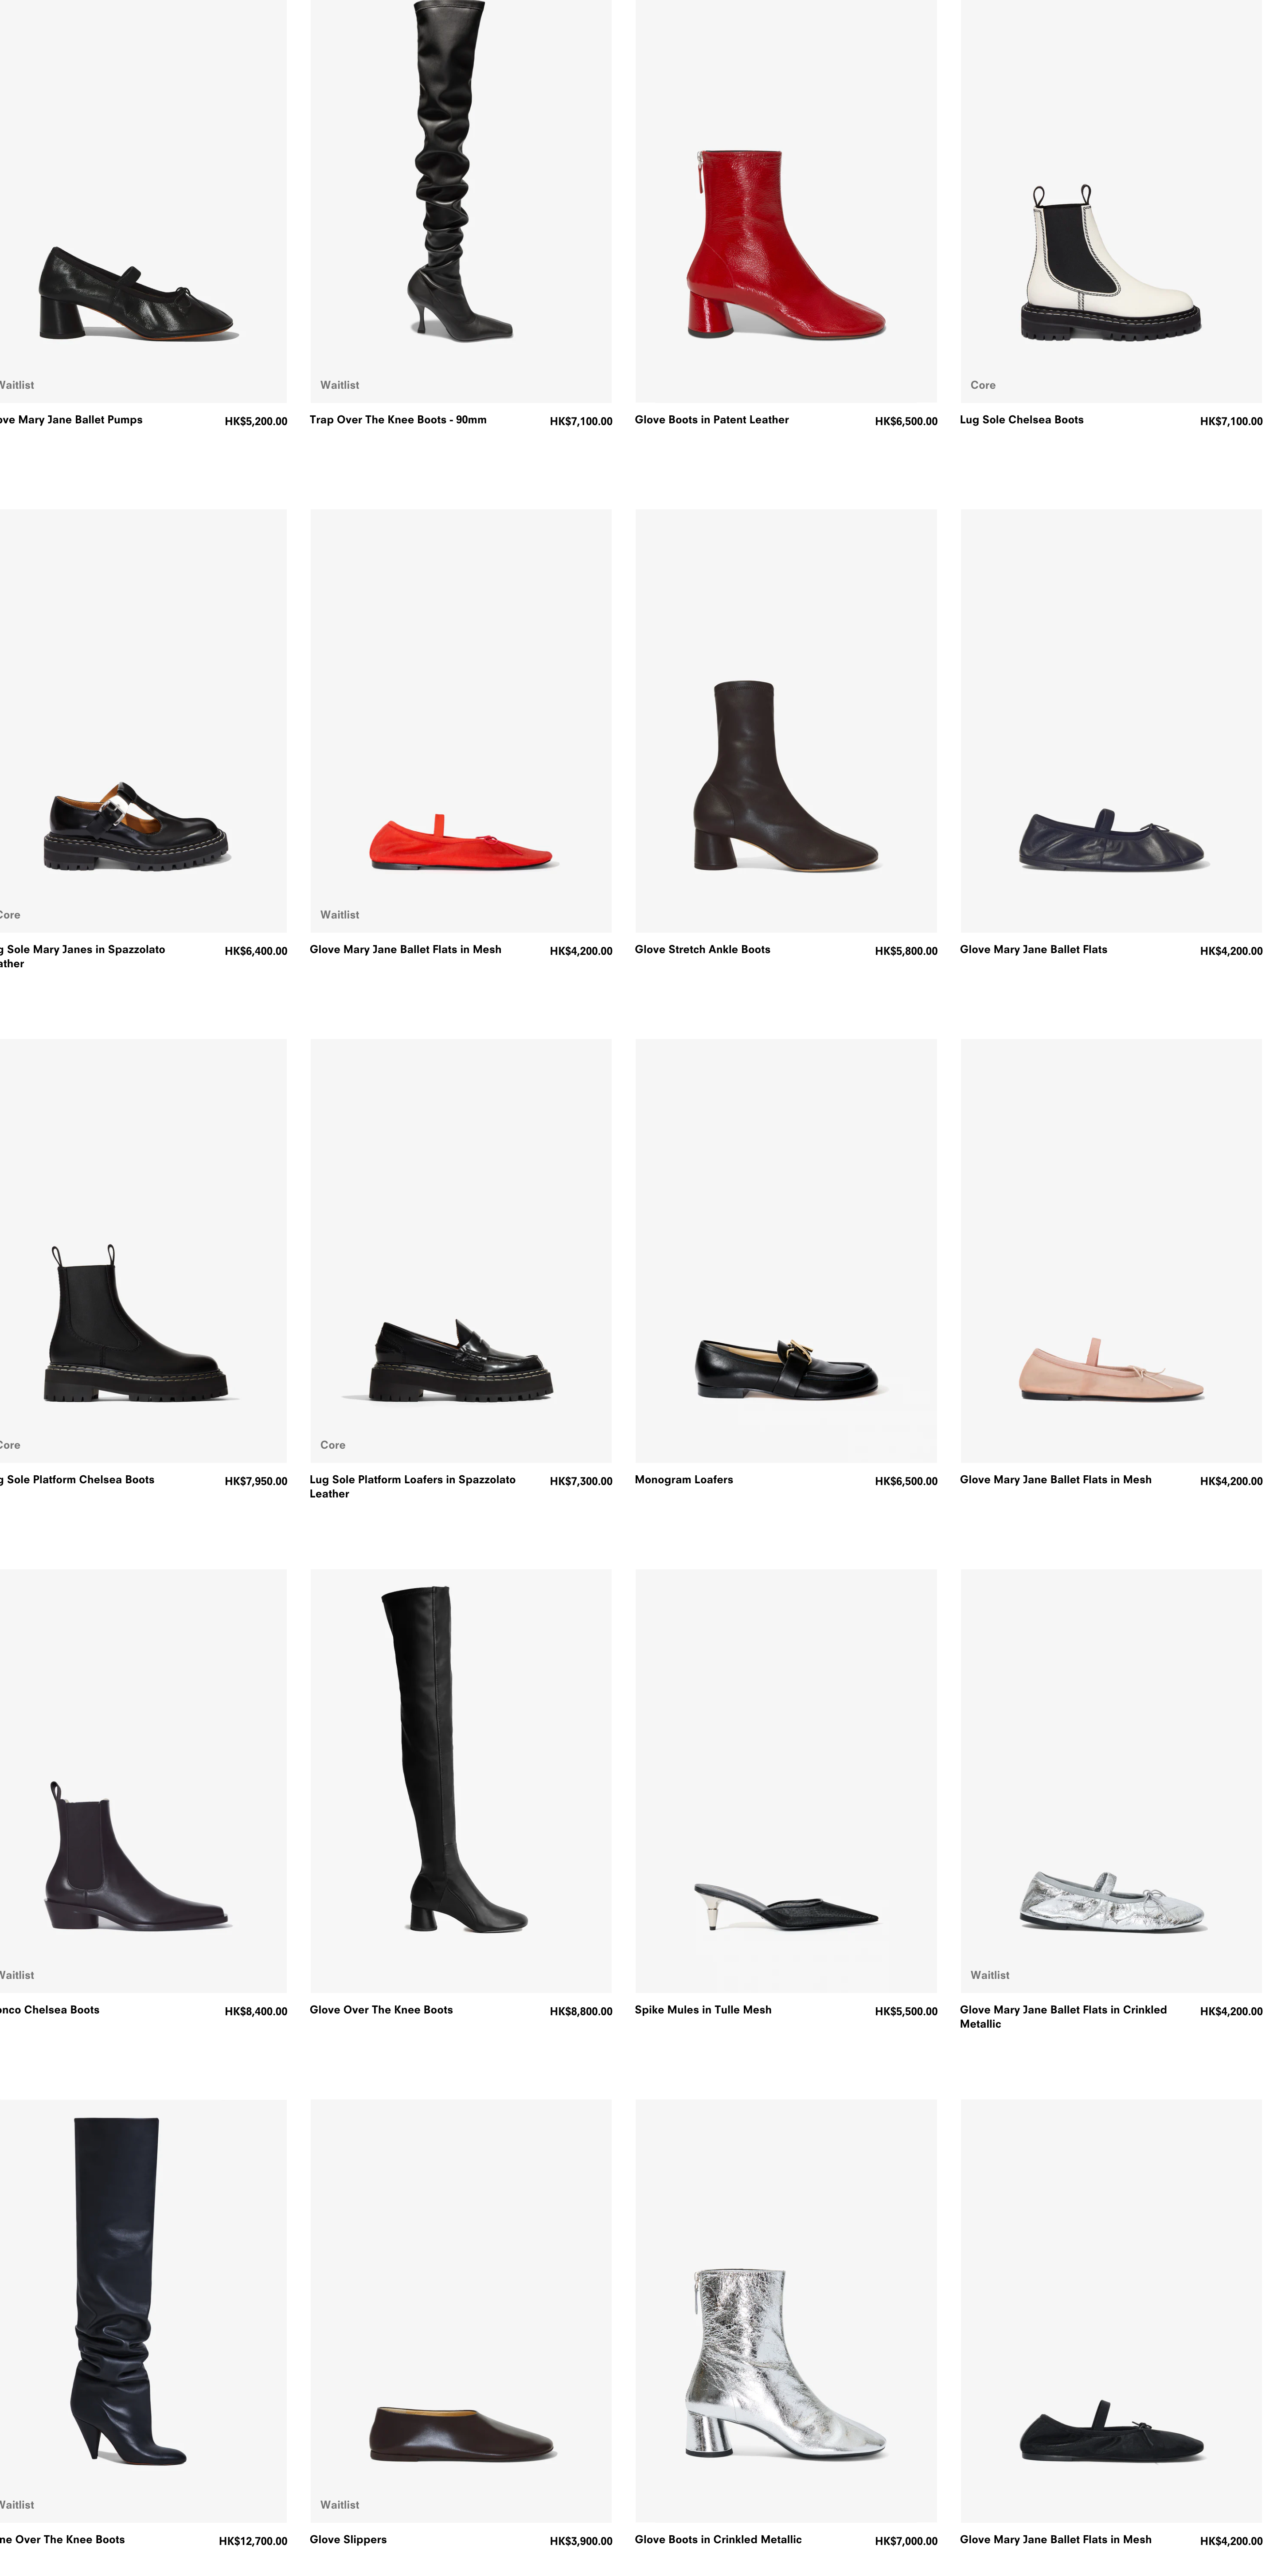 Waitlist
Waitlist
Core
ove Mary Jane Ballet Pumps HK$5,200.00
Trap Over The Knee Boots - 90mm HK$7,100.00
Glove Boots in Patent Leather HK$6,500.00
Lug Sole Chelsea Boots HK$7,100.00
Core
Waitlist
g Sole Mary Janes in Spazzolato HK$6,400.00
ather
Glove Mary Jane Ballet Flats in Mesh HK$4,200.00
Glove Stretch Ankle Boots HK$5,800.00
Glove Mary Jane Ballet Flats HK$4,200.00
Core
Core
g Sole Platform Chelsea Boots HK$7,950.00
Lug Sole Platform Loafers in Spazzolato HK$7,300.00
Leather
Monogram Loafers HK$6,500.00
Glove Mary Jane Ballet Flats in Mesh HK$4,200.00
Waitlist
Waitlist
onco Chelsea Boots HK$8,400.00
Glove Over The Knee Boots HK$8,800.00
Spike Mules in Tulle Mesh HK$5,500.00
Glove Mary Jane Ballet Flats in Crinkled HK$4,200.00
Metallic
Waitlist
Waitlist
ne Over The Knee Boots HK$12,700.00
Glove Slippers HK$3,900.00
Glove Boots in Crinkled Metallic HK$7,000.00
Glove Mary Jane Ballet Flats in Mesh HK$4,200.00